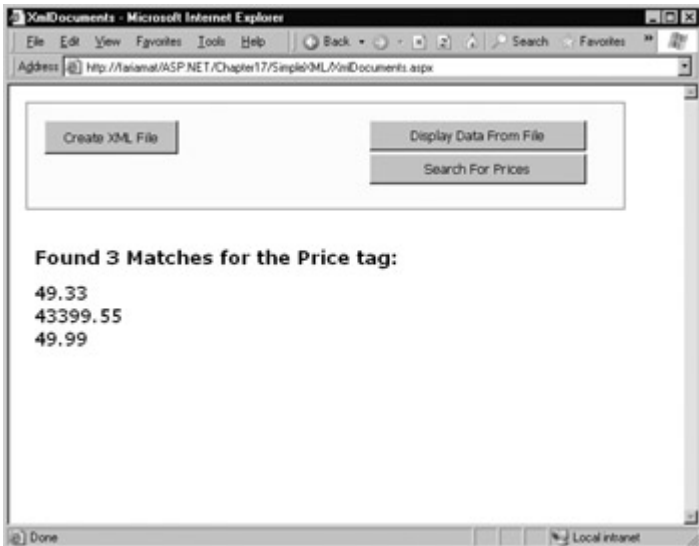 XmlDocuments - Microsoft Internet Explorer
File Edit View Favorites Tools Help Back Search Favorites »
Address http://fariamat/ASP.NET/Chapter17/SimpleXML/XmlDocuments.aspx
Create XML File
Display Data From File
Search For Prices
Found 3 Matches for the Price tag:
49.33
43399.55
49.99
Done
Local intranet